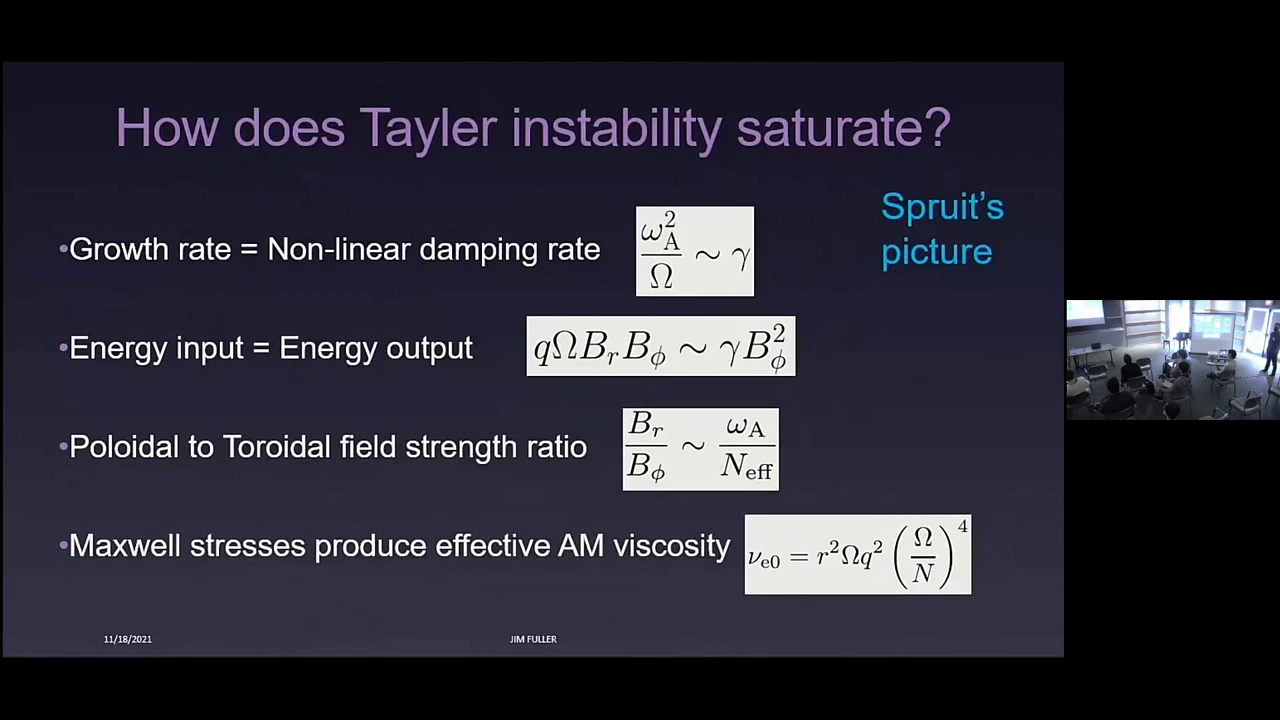 How does Tayler instability saturate?
Spruit's
picture
•Growth rate = Non-linear damping rate
ω_A^2/Ω ∼ γ
•Energy input = Energy output
qΩB_rB_ϕ ∼ γB_ϕ^2
•Poloidal to Toroidal field strength ratio
B_r/B_ϕ ∼ ω_A/N_eff
•Maxwell stresses produce effective AM viscosity
ν_e0 = r^2Ωq^2(Ω/N)^4
11/18/2021
JIM FULLER